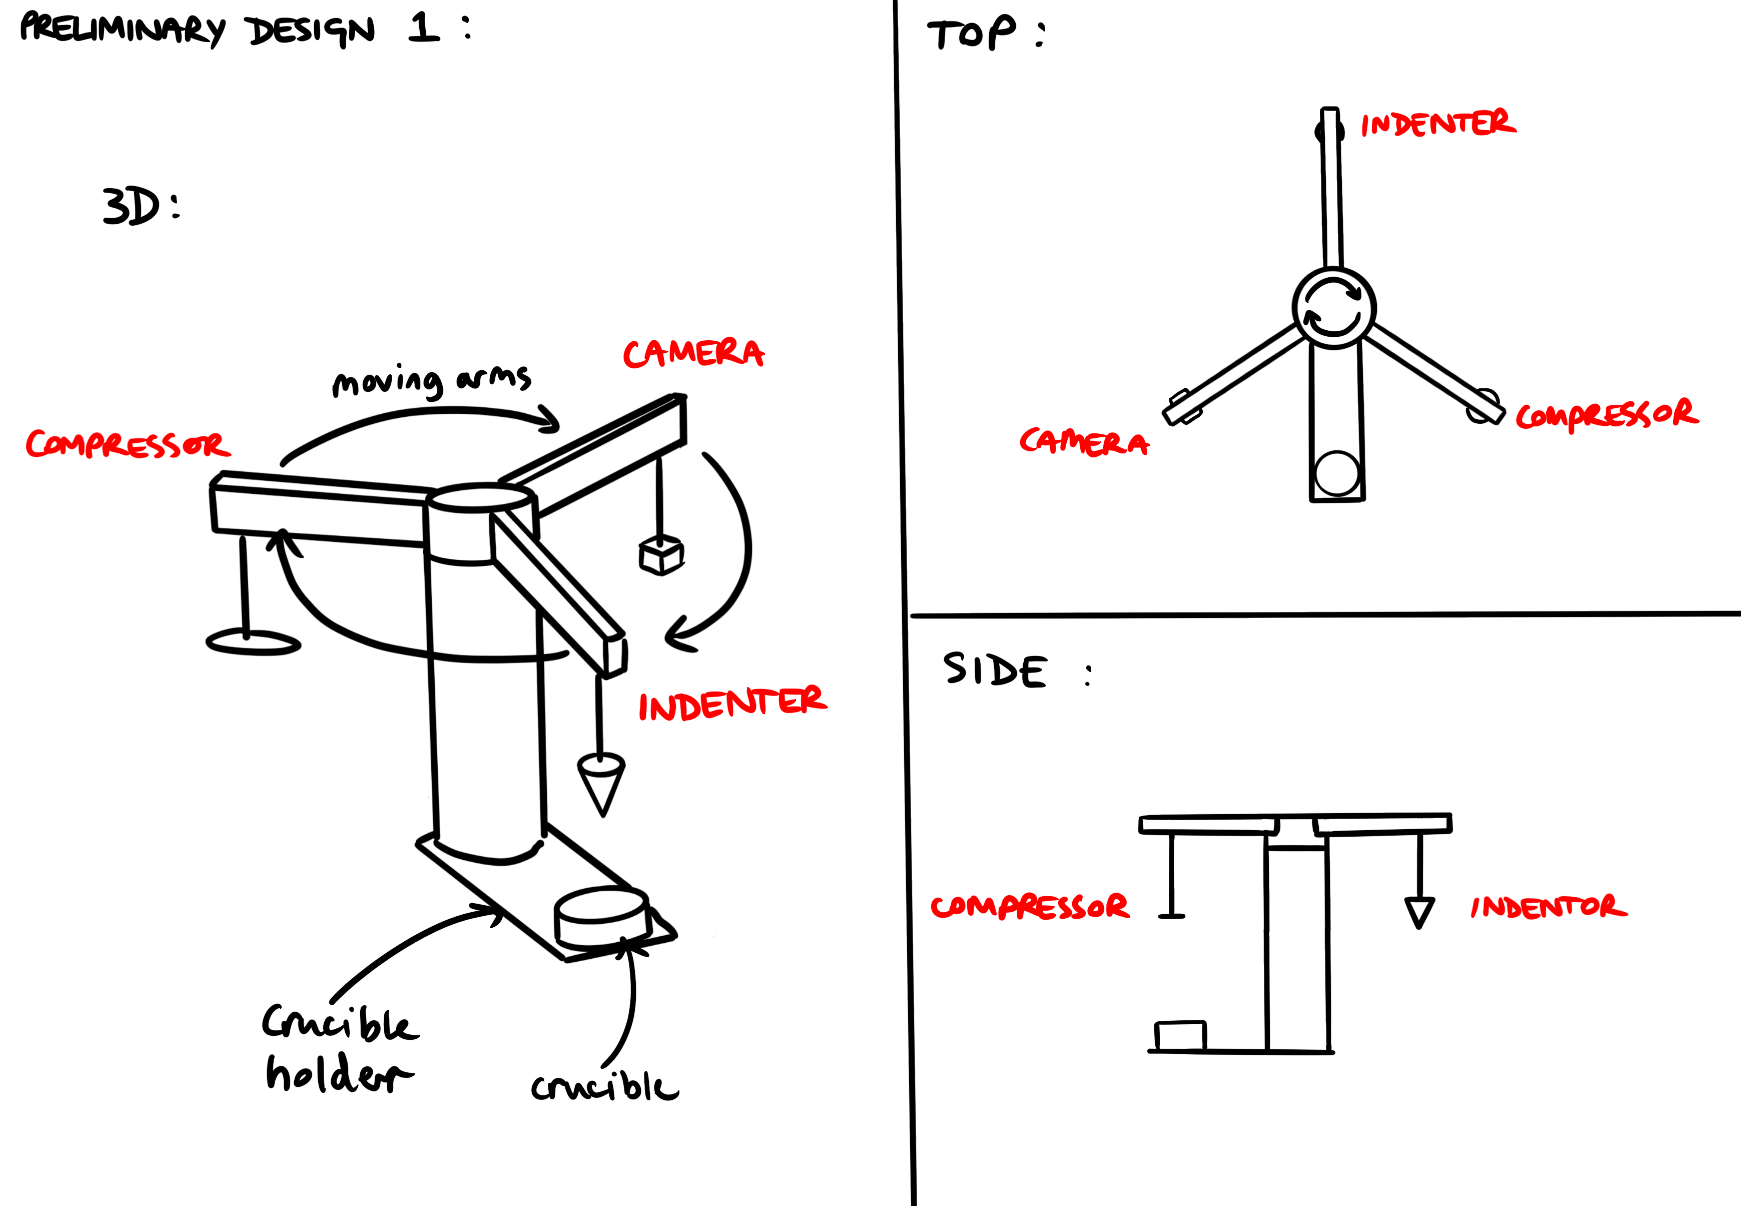 PRELIMINARY DESIGN 1 :
3D:
moving arms
CAMERA
COMPRESSOR
INDENTER
Crucible
holder
crucible
TOP :
INDENTER
CAMERA
COMPRESSOR
SIDE :
COMPRESSOR
INDENTOR